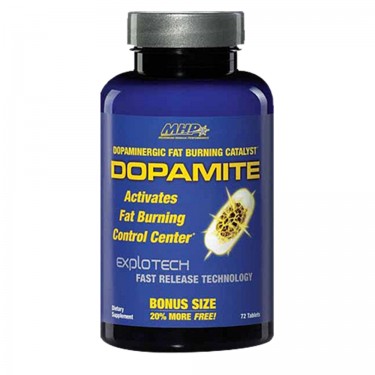 MHP
DOPAMINERGIC FAT BURNING CATALYST
DOPAMITE
Activates
Fat Burning
Control Center*
EXPLOTECH
FAST RELEASE TECHNOLOGY
BONUS SIZE
20% MORE FREE!
Dietary
Supplement
72 Tablets